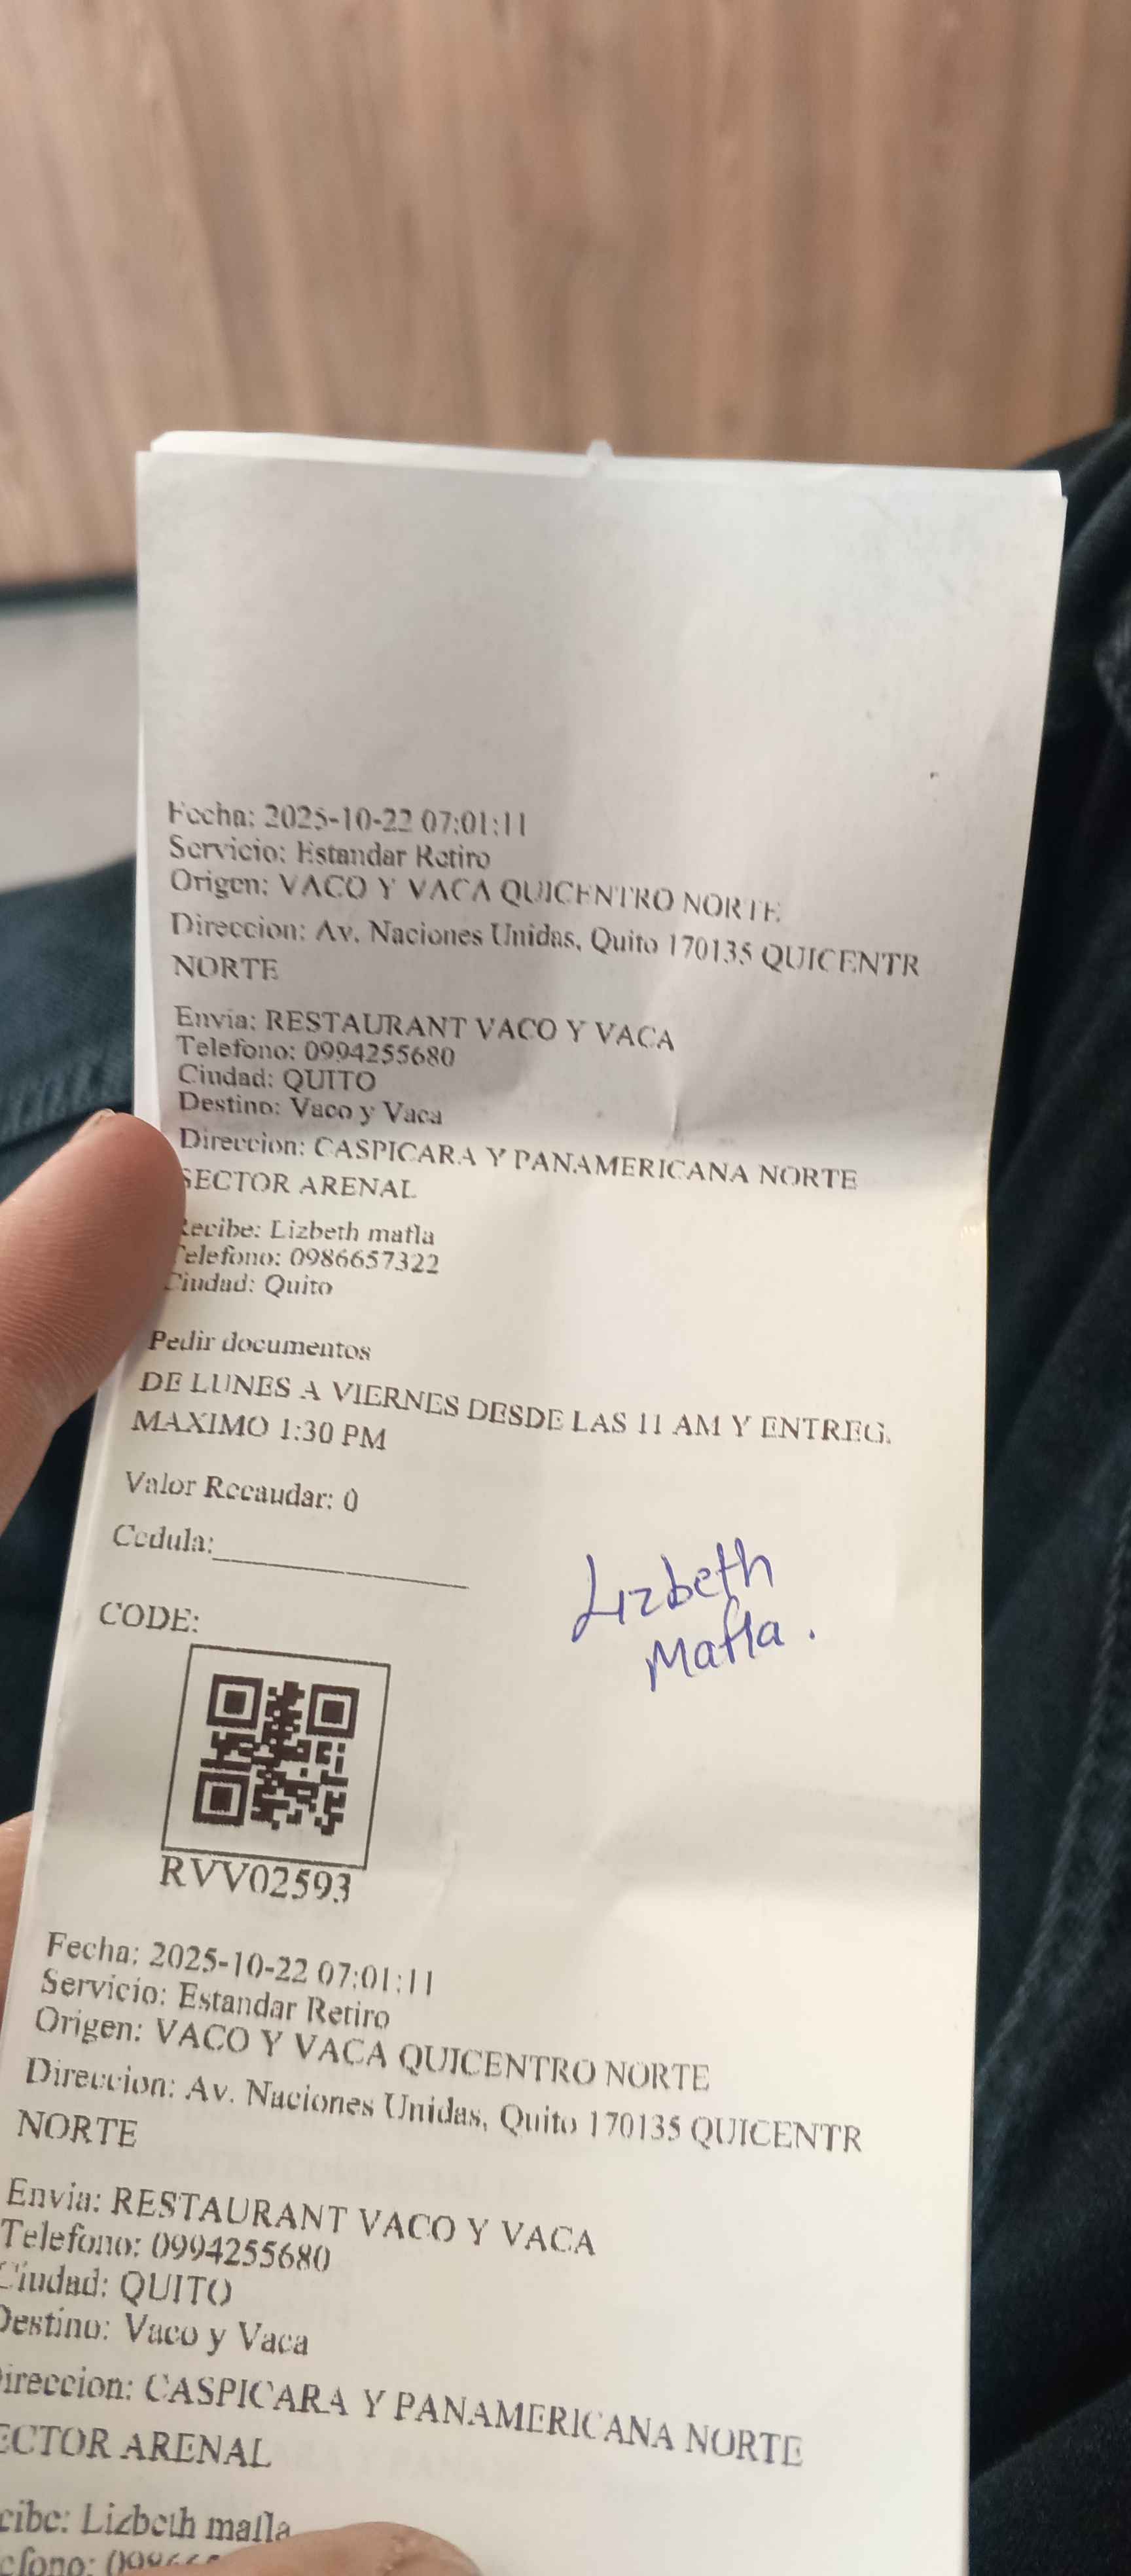 Fecha: 2025-10-22 07:01:11
Servicio: Estandar Retiro
Origen: VACO Y VACA QUICENTRO NORTE
Direccion: Av. Naciones Unidas, Quito 170135 QUICENTR
NORTE
Envia: RESTAURANT VACO Y VACA
Telefono: 0994255680
Ciudad: QUITO
Destino: Vaco y Vaca
Direccion: CASPICARA Y PANAMERICANA NORTE
SECTOR ARENAL
Recibe: Lizbeth mafla
Telefono: 0986657322
Ciudad: Quito
Pedir documentos
DE LUNES A VIERNES DESDE LAS 11 AM Y ENTREG.
MAXIMO 1:30 PM
Valor Recaudar: 0
Cedula:
Lizbeth
Mafla.
CODE:
RVV02593
Fecha: 2025-10-22 07:01:11
Servicio: Estandar Retiro
Origen: VACO Y VACA QUICENTRO NORTE
Direccion: Av. Naciones Unidas, Quito 170135 QUICENTR
NORTE
Envia: RESTAURANT VACO Y VACA
Telefono: 0994255680
Ciudad: QUITO
Destino: Vaco y Vaca
ireccion: CASPICARA Y PANAMERICANA NORTE
ECTOR ARENAL
cibe: Lizbeth mafla